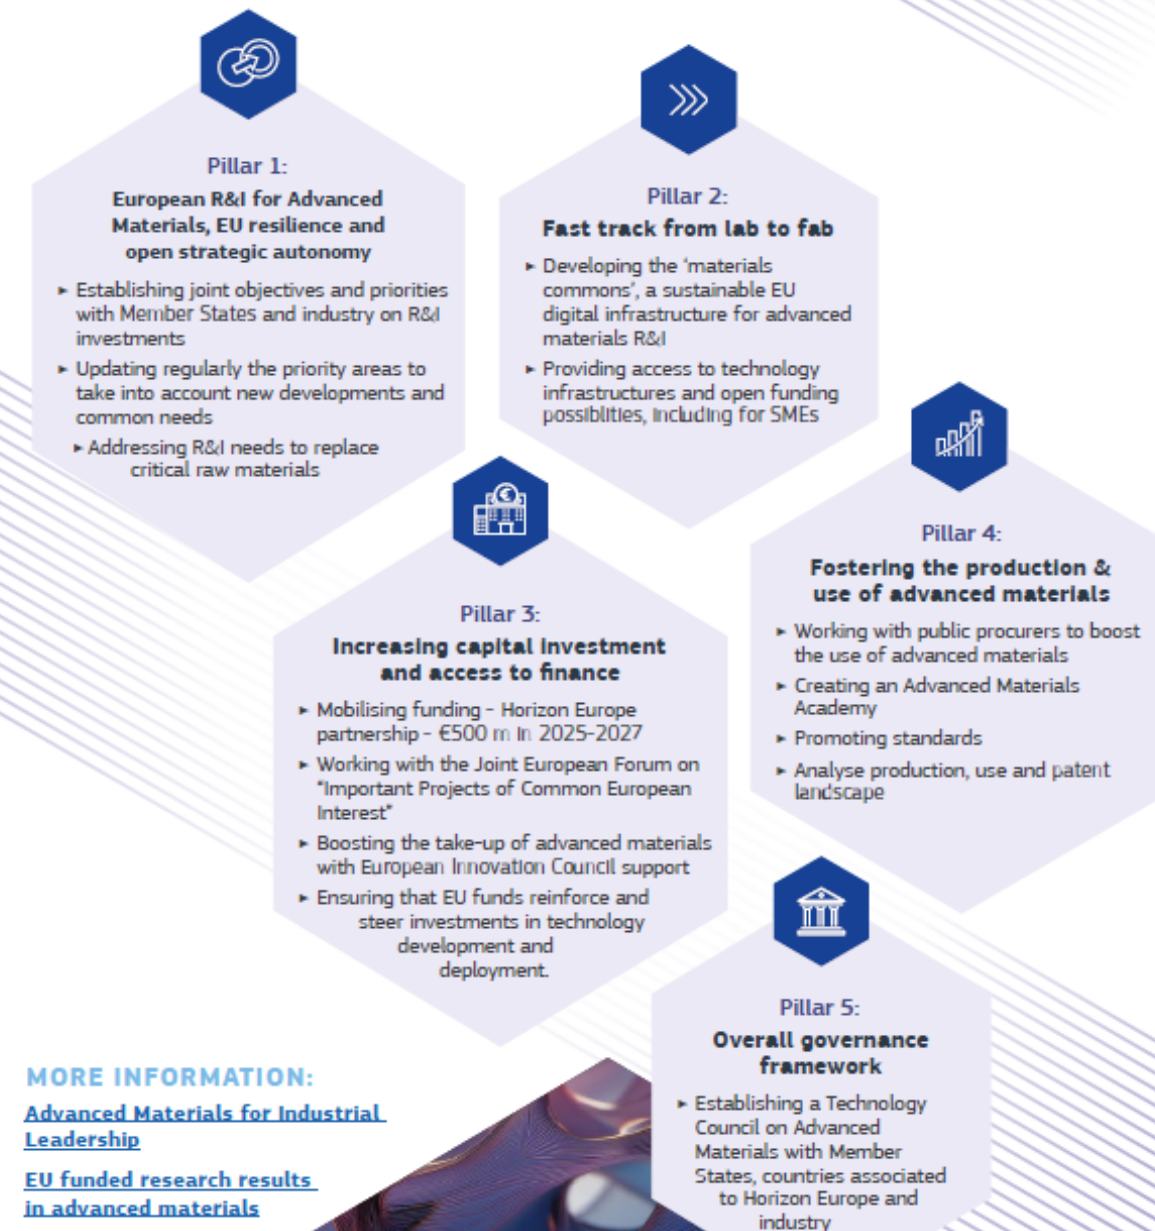 Pillar 1:
European R&I for Advanced
Materials, EU resilience and
open strategic autonomy
▸ Establishing joint objectives and priorities
with Member States and industry on R&I
investments
▸ Updating regularly the priority areas to
take into account new developments and
common needs
▸ Addressing R&I needs to replace
critical raw materials
Pillar 2:
Fast track from lab to fab
▸ Developing the ‘materials
commons’, a sustainable EU
digital infrastructure for advanced
materials R&I
▸ Providing access to technology
infrastructures and open funding
possiblities, including for SMEs
Pillar 3:
Increasing capital investment
and access to finance
▸ Mobilising funding – Horizon Europe
partnership – €500 m in 2025-2027
▸ Working with the Joint European Forum on
"Important Projects of Common European
Interest"
▸ Boosting the take-up of advanced materials
with European Innovation Council support
▸ Ensuring that EU funds reinforce and
steer investments in technology
development and
deployment.
Pillar 4:
Fostering the production &
use of advanced materials
▸ Working with public procurers to boost
the use of advanced materials
▸ Creating an Advanced Materials
Academy
▸ Promoting standards
▸ Analyse production, use and patent
landscape
Pillar 5:
Overall governance
framework
▸ Establishing a Technology
Council on Advanced
Materials with Member
States, countries associated
to Horizon Europe and
industry
MORE INFORMATION:
Advanced Materials for Industrial
Leadership
EU funded research results
in advanced materials